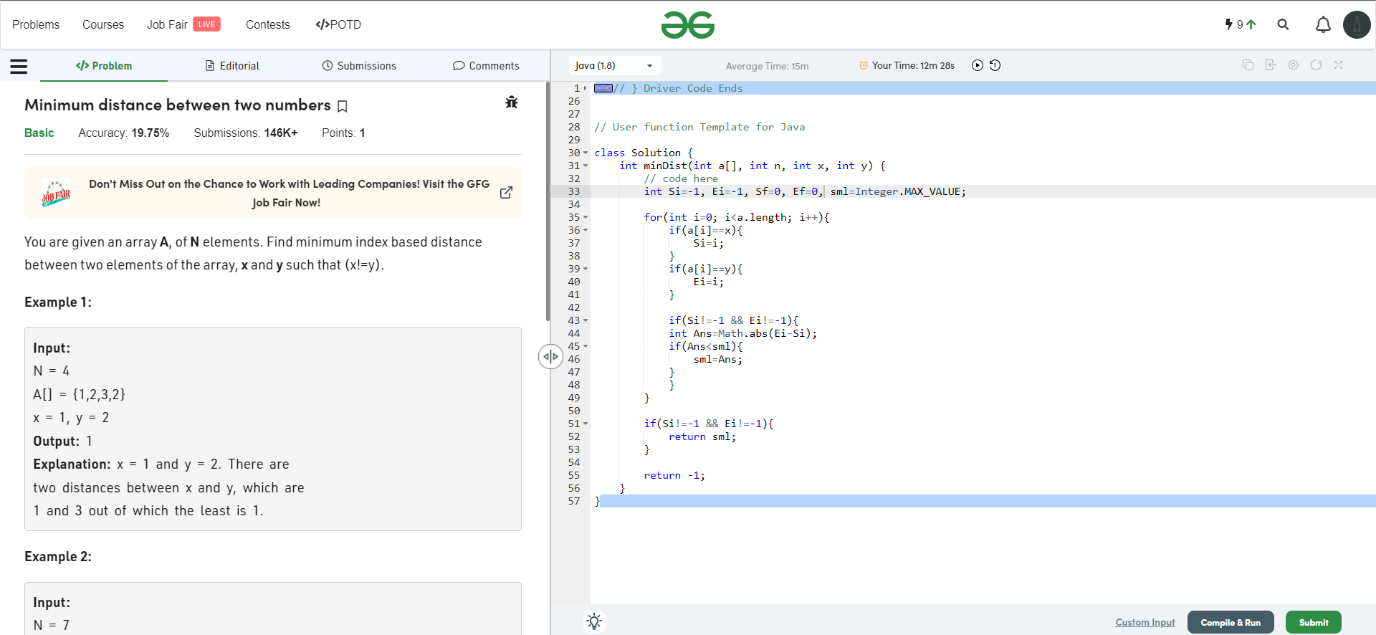 Problems Courses Job Fair LIVE Contests </>POTD 9
</> Problem Editorial Submissions Comments
Minimum distance between two numbers
Basic Accuracy: 19.75% Submissions: 146K+ Points: 1
Don't Miss Out on the Chance to Work with Leading Companies! Visit the GFG
Job Fair Now!
JOB FAIR
You are given an array A, of N elements. Find minimum index based distance
between two elements of the array, x and y such that (x!=y).
Example 1:
Input:
N = 4
A[] = {1,2,3,2}
x = 1, y = 2
Output: 1
Explanation: x = 1 and y = 2. There are
two distances between x and y, which are
1 and 3 out of which the least is 1.
Example 2:
Input:
N = 7
Java (1.8) Average Time: 15m Your Time: 12m 28s
1 // } Driver Code Ends
26
27
28 // User function Template for Java
29
30 class Solution {
31 int minDist(int a[], int n, int x, int y) {
32 // code here
33 int Si=-1, Ei=-1, Sf=0, Ef=0, sml=Integer.MAX_VALUE;
34
35 for(int i=0; i<a.length; i++){
36 if(a[i]==x){
37 Si=i;
38 }
39 if(a[i]==y){
40 Ei=i;
41 }
42
43 if(Si!=-1 && Ei!=-1){
44 int Ans=Math.abs(Ei-Si);
45 if(Ans<sml){
46 sml=Ans;
47 }
48 }
49 }
50
51 if(Si!=-1 && Ei!=-1){
52 return sml;
53 }
54
55 return -1;
56 }
57 }
Custom Input Compile & Run Submit